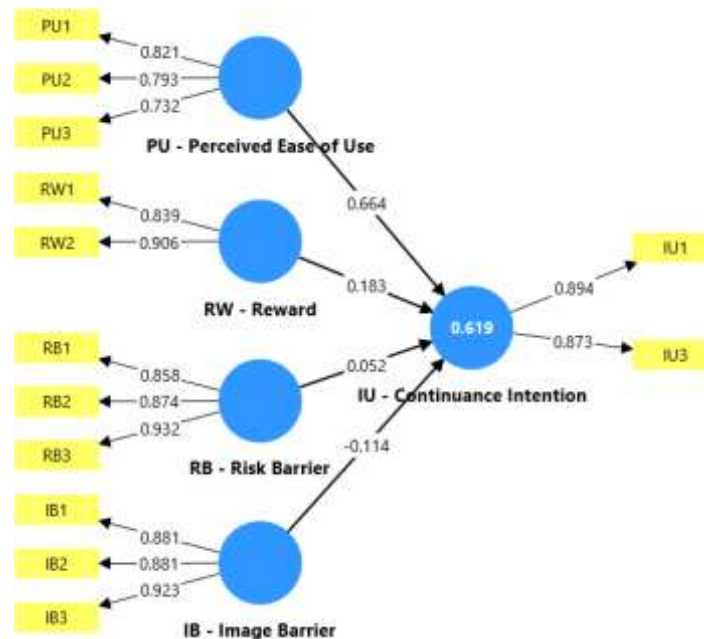 PU1
0.821
PU2
0.793
PU3
0.732
PU - Perceived Ease of Use
0.664
RW1
0.839
RW2
0.906
RW - Reward
0.183
RB1
0.858
RB2
0.874
RB3
0.932
RB - Risk Barrier
0.052
IB1
0.881
IB2
0.881
IB3
0.923
IB - Image Barrier
-0.114
0.619
IU - Continuance Intention
0.894
IU1
0.873
IU3